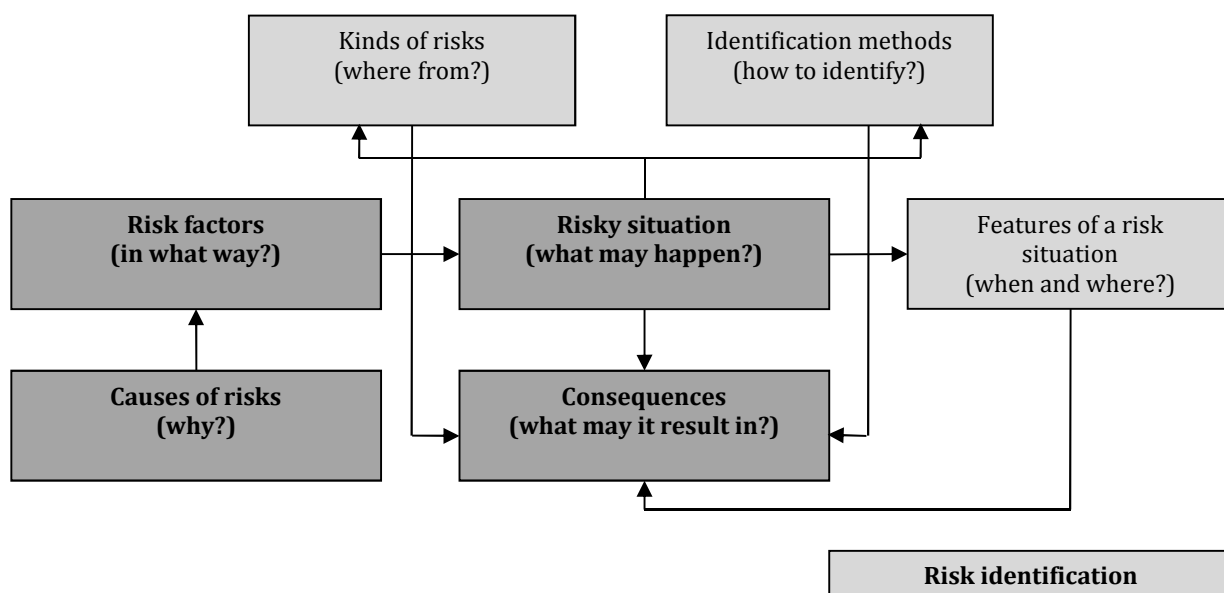 Kinds of risks
(where from?)
Identification methods
(how to identify?)
Risk factors
(in what way?)
Risky situation
(what may happen?)
Features of a risk
situation
(when and where?)
Causes of risks
(why?)
Consequences
(what may it result in?)
Risk identification